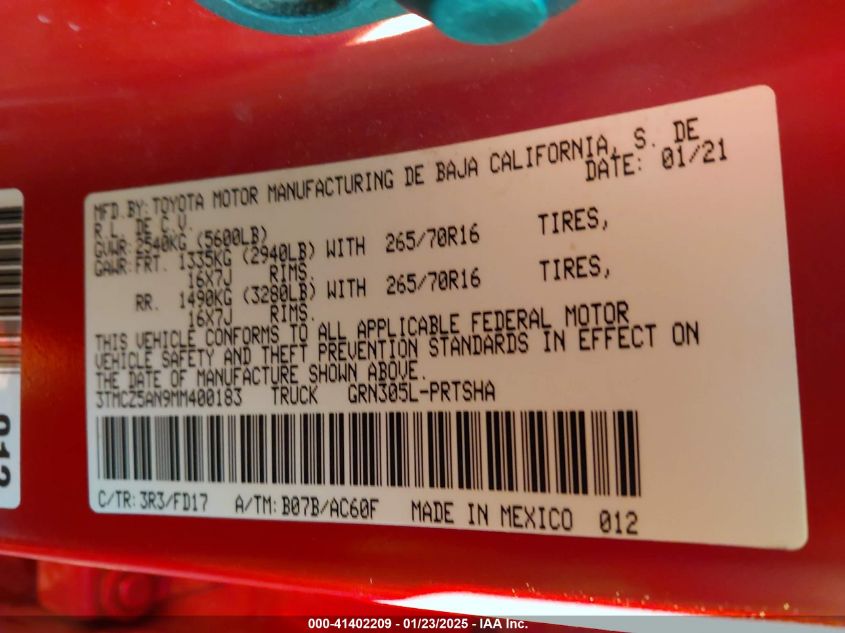 MFD.BY: TOYOTA MOTOR MANUFACTURING DE BAJA CALIFORNIA, S. DE
R.L. DE C.V. DATE: 01/21
GVWR: 2540KG (5600LB)
GAWR: FRT. 1335KG (2940LB) WITH 265/70R16 TIRES,
16X7J RIMS.
RR. 1490KG (3280LB) WITH 265/70R16 TIRES,
16X7J RIMS.
THIS VEHICLE CONFORMS TO ALL APPLICABLE FEDERAL MOTOR
VEHICLE SAFETY AND THEFT PREVENTION STANDARDS IN EFFECT ON
THE DATE OF MANUFACTURE SHOWN ABOVE.
3TMCZ5AN9MM400183 TRUCK GRN305L-PRTSHA
C/TR: 3R3/FD17 A/TM: B07B/AC60F MADE IN MEXICO 012
012
000-41402209 - 01/23/2025 - IAA Inc.